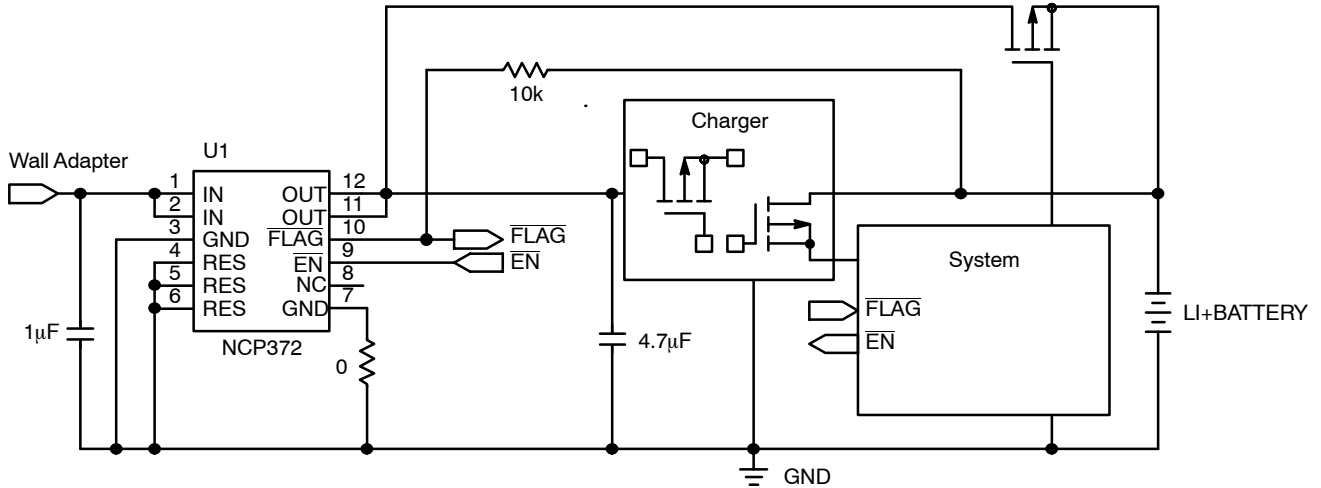 10k
Charger
Wall Adapter
U1
1 IN OUT 12
2 IN OUT 11
3 GND FLAG 10 FLAG
4 RES EN 9 EN
5 RES NC 8
6 RES GND 7
NCP372
System
FLAG
EN
1μF
0
4.7μF
LI+BATTERY
GND